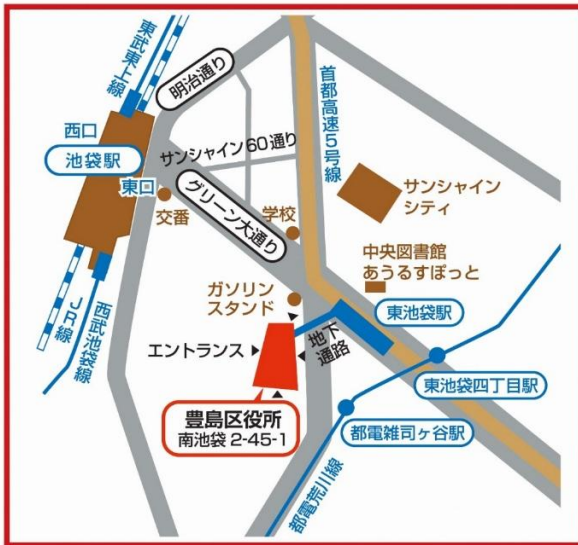 東武東上線
明治通り
首都高速5号線
西口
池袋駅
東口
サンシャイン60通り
交番
グリーン大通り
学校
サンシャイン
シティ
中央図書館
あうるすぽっと
ガソリン
スタンド
東池袋駅
JR線
西武池袋線
エントランス
地下
通路
東池袋四丁目駅
豊島区役所
南池袋 2-45-1
都電雑司ヶ谷駅
都電荒川線